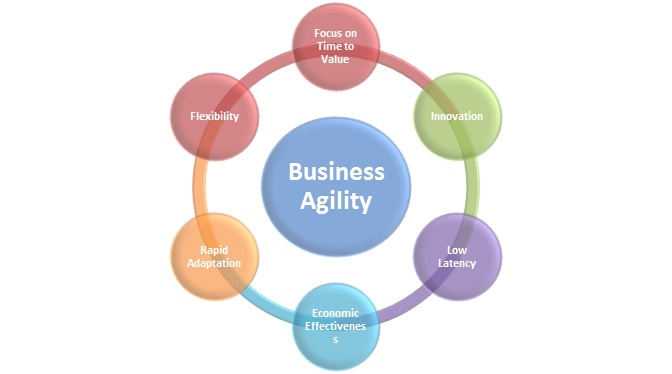 Focus on
Time to
Value
Flexibility
Innovation
Business
Agility
Rapid
Adaptation
Low
Latency
Economic
Effectivenes
s